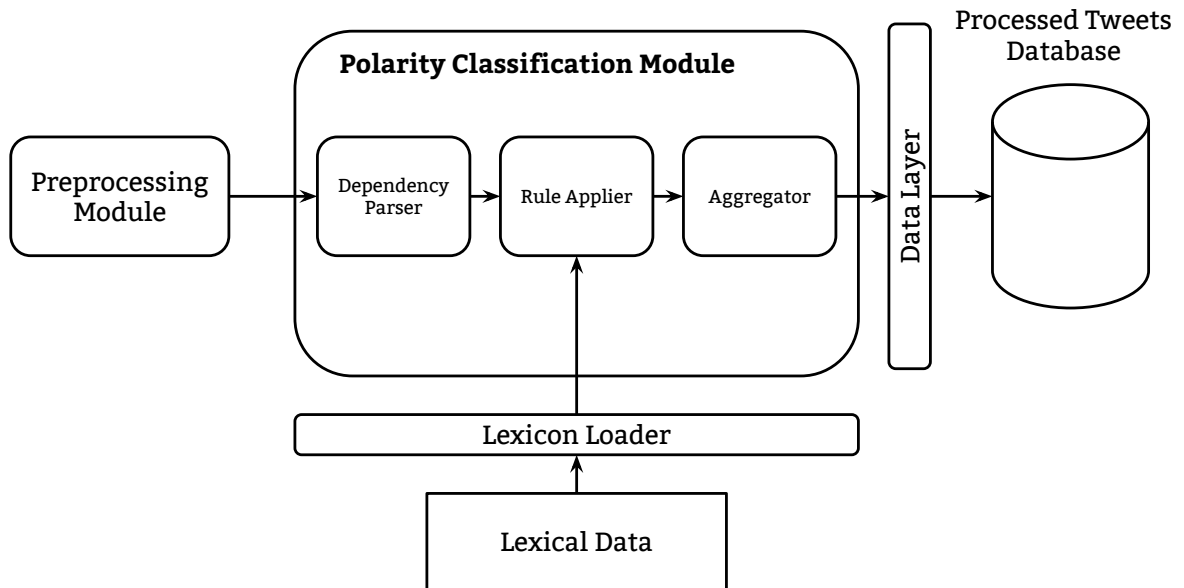 Processed Tweets
Database
Polarity Classification Module
Preprocessing
Module
Dependency
Parser
Rule Applier
Aggregator
Data Layer
Lexicon Loader
Lexical Data